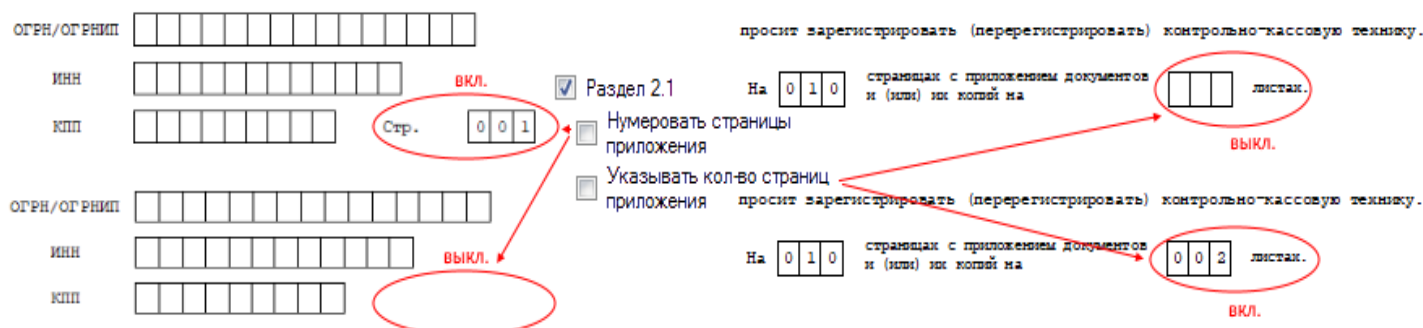 ОГРН/ОГРНИП
ИНН
КПП
вкл.
Стр. 001
ОГРН/ОГРНИП
ИНН
КПП
выкл.
Раздел 2.1
Нумеровать страницы
приложения
Указывать кол-во страниц
приложения
просит зарегистрировать (перерегистрировать) контрольно-кассовую технику.
На 010 страницах с приложением документов
и (или) их копий на
листах.
выкл.
просит зарегистрировать (перерегистрировать) контрольно-кассовую технику.
На 010 страницах с приложением документов
и (или) их копий на
002 листах.
вкл.